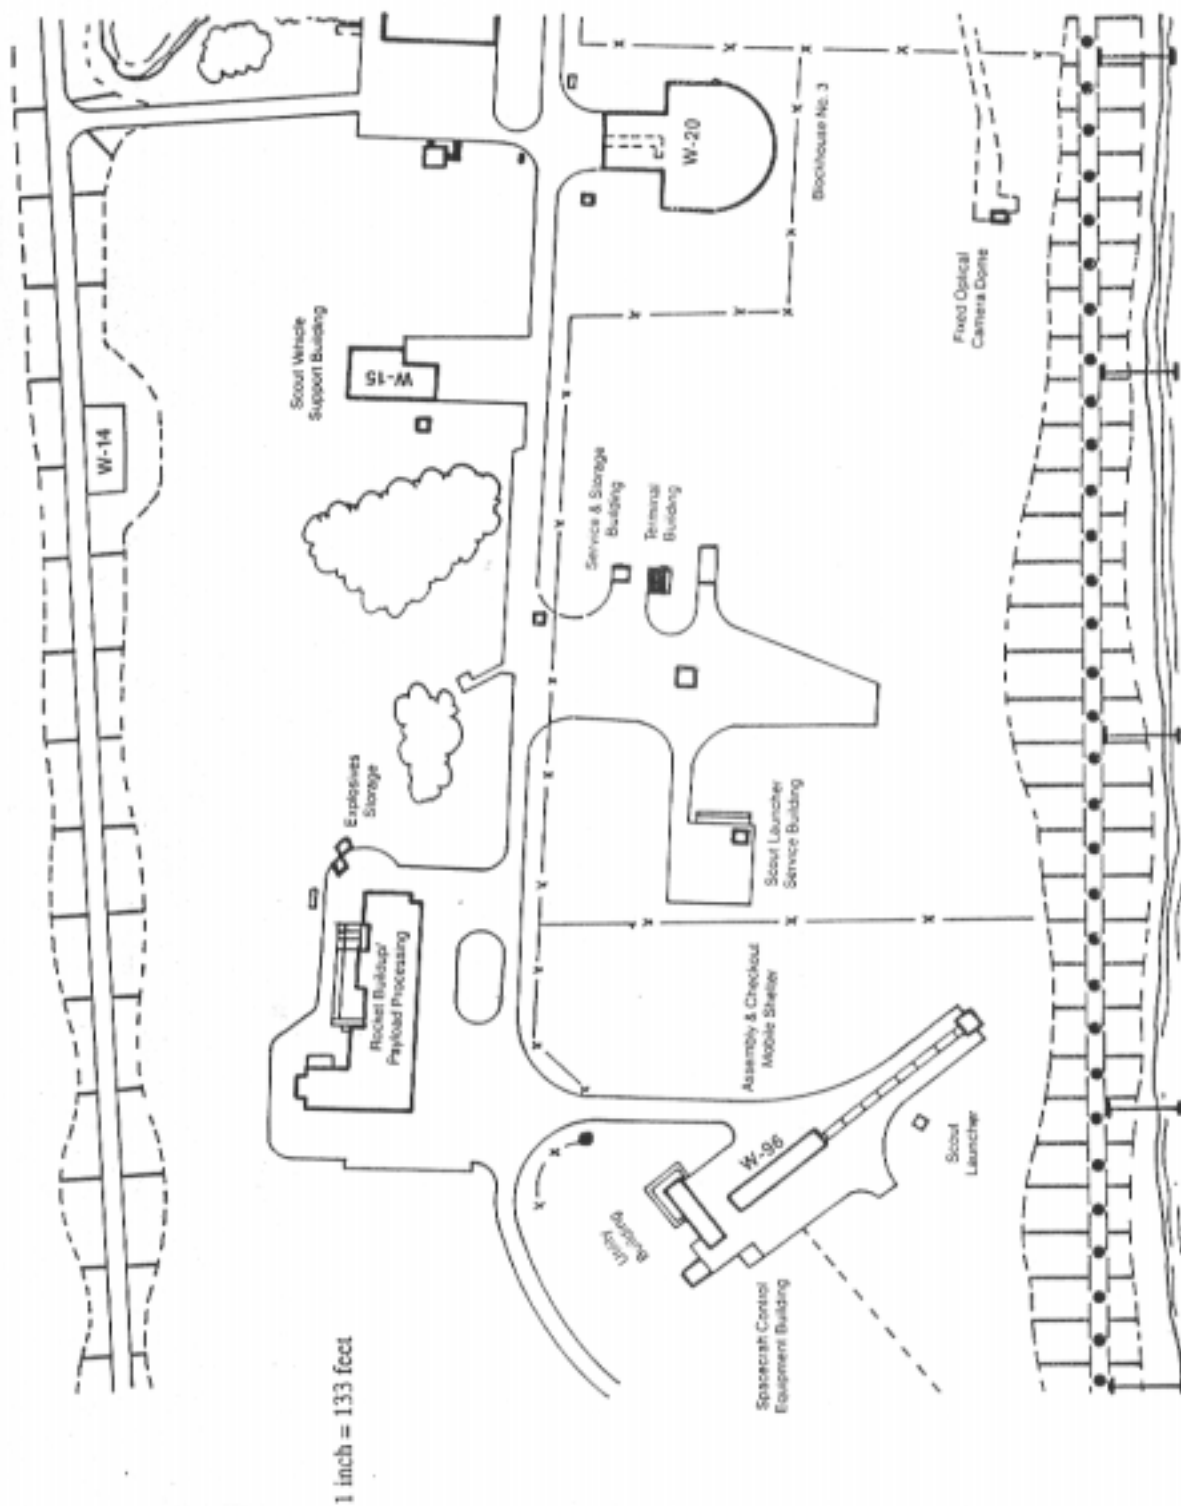 W-14
Scout Vehicle
Support Building
W-15
W-20
Blockhouse No. 3
Fixed Optical
Camera Dome
Service & Storage
Building
Terminal
Building
Explosives
Storage
Rocket Buildup/
Payload Processing
Scout Launcher
Service Building
Assembly & Checkout
Mobile Shelter
W-96
Scout
Launcher
Utility
Building
Spacecraft Control
Equipment Building
1 inch = 133 feet